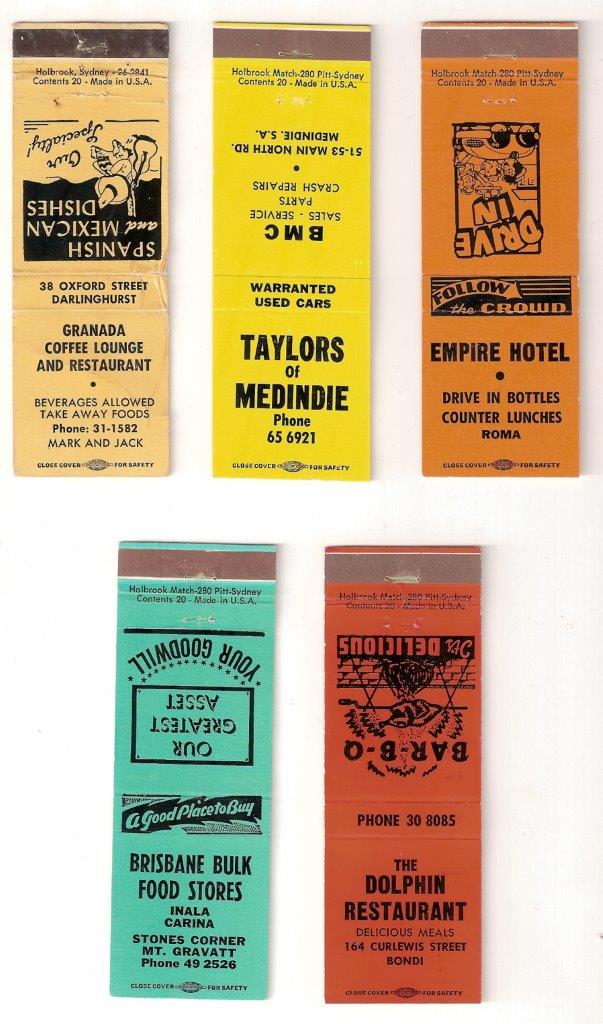 Holbrook, Sydney - 26-2841
Contents 20 - Made in U.S.A.
Our
Specialty!
SPANISH
and MEXICAN
DISHES
38 OXFORD STREET
DARLINGHURST
GRANADA
COFFEE LOUNGE
AND RESTAURANT
BEVERAGES ALLOWED
TAKE AWAY FOODS
Phone: 31-1582
MARK AND JACK
CLOSE COVER FOR SAFETY
Holbrook Match-280 Pitt-Sydney
Contents 20 - Made in U.S.A.
BMC
SALES - SERVICE
PARTS
CRASH REPAIRS
•
51-53 MAIN NORTH RD.
MEDINDIE. S.A.
WARRANTED
USED CARS
TAYLORS
OF
MEDINDIE
Phone
65 6921
CLOSE COVER FOR SAFETY
Holbrook Match-280 Pitt-Sydney
Contents 20 - Made in U.S.A.
DRIVE
IN
FOLLOW
the CROWD
EMPIRE HOTEL
•
DRIVE IN BOTTLES
COUNTER LUNCHES
ROMA
CLOSE COVER FOR SAFETY
Holbrook Match-280 Pitt-Sydney
Contents 20 - Made in U.S.A.
OUR
GREATEST
ASSET
YOUR GOODWILL
a Good Place to Buy
BRISBANE BULK
FOOD STORES
INALA
CARINA
STONES CORNER
MT. GRAVATT
Phone 49 2526
CLOSE COVER FOR SAFETY
Holbrook Match-280 Pitt-Sydney
Contents 20 - Made in U.S.A.
BAR-B-Q
It's DELICIOUS
PHONE 30 8085
THE
DOLPHIN
RESTAURANT
DELICIOUS MEALS
164 CURLEWIS STREET
BONDI
CLOSE COVER FOR SAFETY